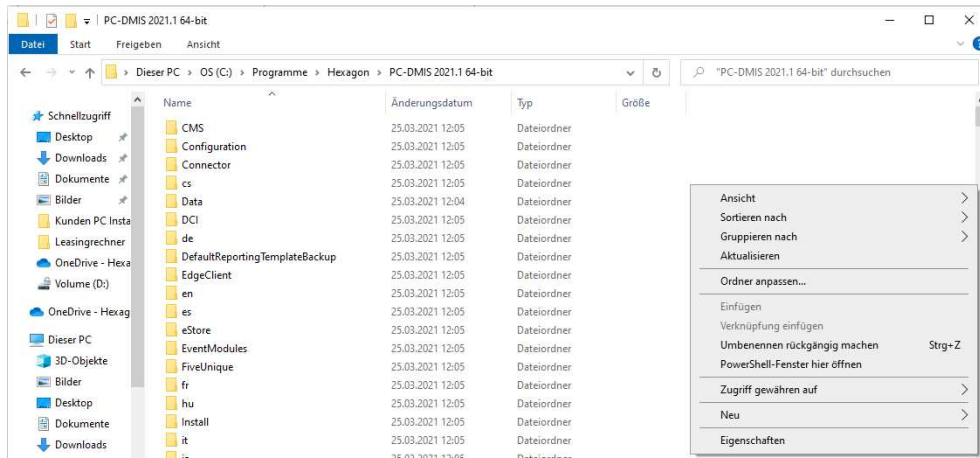 PC-DMIS 2021.1 64-bit
Datei Start Freigeben Ansicht
Dieser PC › OS (C:) › Programme › Hexagon › PC-DMIS 2021.1 64-bit
"PC-DMIS 2021.1 64-bit" durchsuchen
Name Änderungsdatum Typ Größe
Schnellzugriff
Desktop
Downloads
Dokumente
Bilder
Kunden PC Insta
Leasingrechner
OneDrive - Hexa
Volume (D:)
OneDrive - Hexag
Dieser PC
3D-Objekte
Bilder
Desktop
Dokumente
Downloads
CMS 25.03.2021 12:05 Dateiordner
Configuration 25.03.2021 12:05 Dateiordner
Connector 25.03.2021 12:05 Dateiordner
cs 25.03.2021 12:05 Dateiordner
Data 25.03.2021 12:04 Dateiordner
DCI 25.03.2021 12:05 Dateiordner
de 25.03.2021 12:05 Dateiordner
DefaultReportingTemplateBackup 25.03.2021 12:05 Dateiordner
EdgeClient 25.03.2021 12:05 Dateiordner
en 25.03.2021 12:05 Dateiordner
es 25.03.2021 12:05 Dateiordner
eStore 25.03.2021 12:05 Dateiordner
EventModules 25.03.2021 12:05 Dateiordner
FiveUnique 25.03.2021 12:05 Dateiordner
fr 25.03.2021 12:05 Dateiordner
hu 25.03.2021 12:05 Dateiordner
Install 25.03.2021 12:05 Dateiordner
it 25.03.2021 12:05 Dateiordner
Ansicht
Sortieren nach
Gruppieren nach
Aktualisieren
Ordner anpassen...
Einfügen
Verknüpfung einfügen
Umbenennen rückgängig machen Strg+Z
PowerShell-Fenster hier öffnen
Zugriff gewähren auf
Neu
Eigenschaften